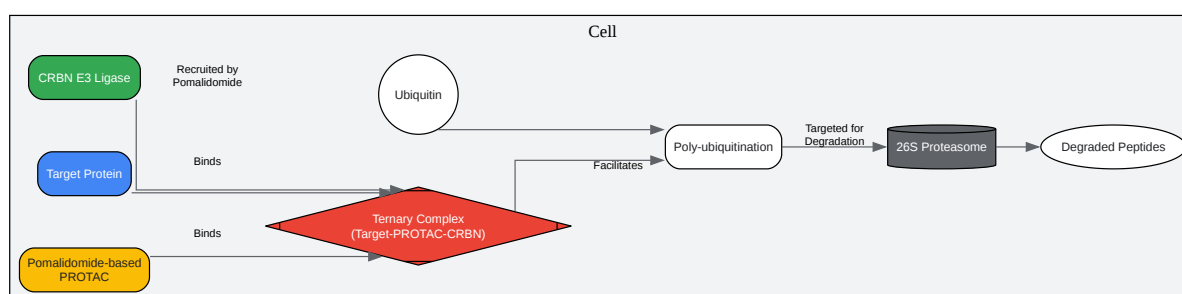 Cell
CRBN E3 Ligase
Recruited by
Pomalidomide
Ubiquitin
Target Protein
Binds
Poly-ubiquitination
Targeted for
Degradation
26S Proteasome
Degraded Peptides
Facilitates
Ternary Complex
(Target-PROTAC-CRBN)
Binds
Pomalidomide-based
PROTAC